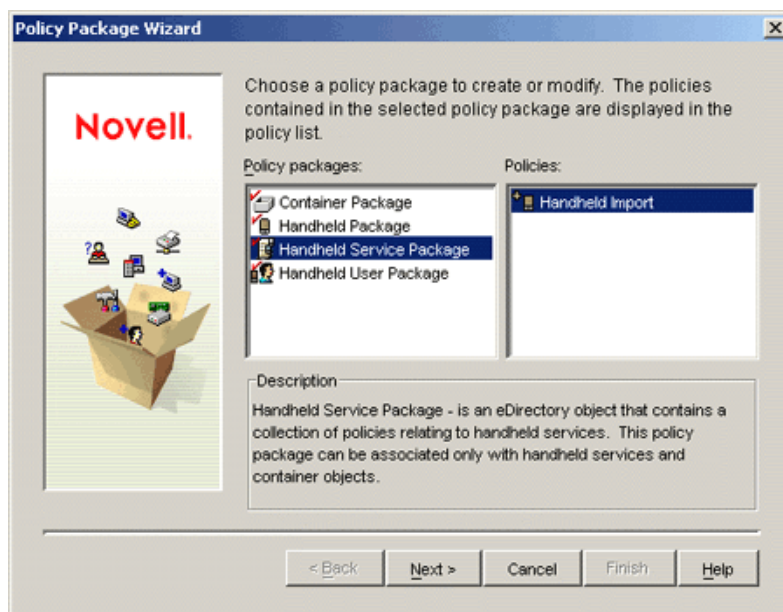 Policy Package Wizard
Novell.
Choose a policy package to create or modify. The policies
contained in the selected policy package are displayed in the
policy list.
Policy packages:
Policies:
Container Package
Handheld Package
Handheld Service Package
Handheld User Package
Handheld Import
Description
Handheld Service Package - is an eDirectory object that contains a
collection of policies relating to handheld services. This policy
package can be associated only with handheld services and
container objects.
< Back
Next >
Cancel
Finish
Help